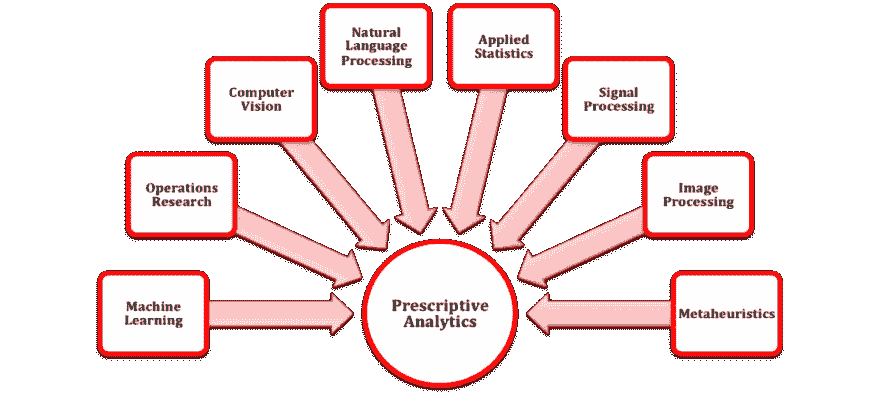 Natural
Language
Processing
Applied
Statistics
Computer
Vision
Signal
Processing
Operations
Research
Image
Processing
Machine
Learning
Prescriptive
Analytics
Metaheuristics